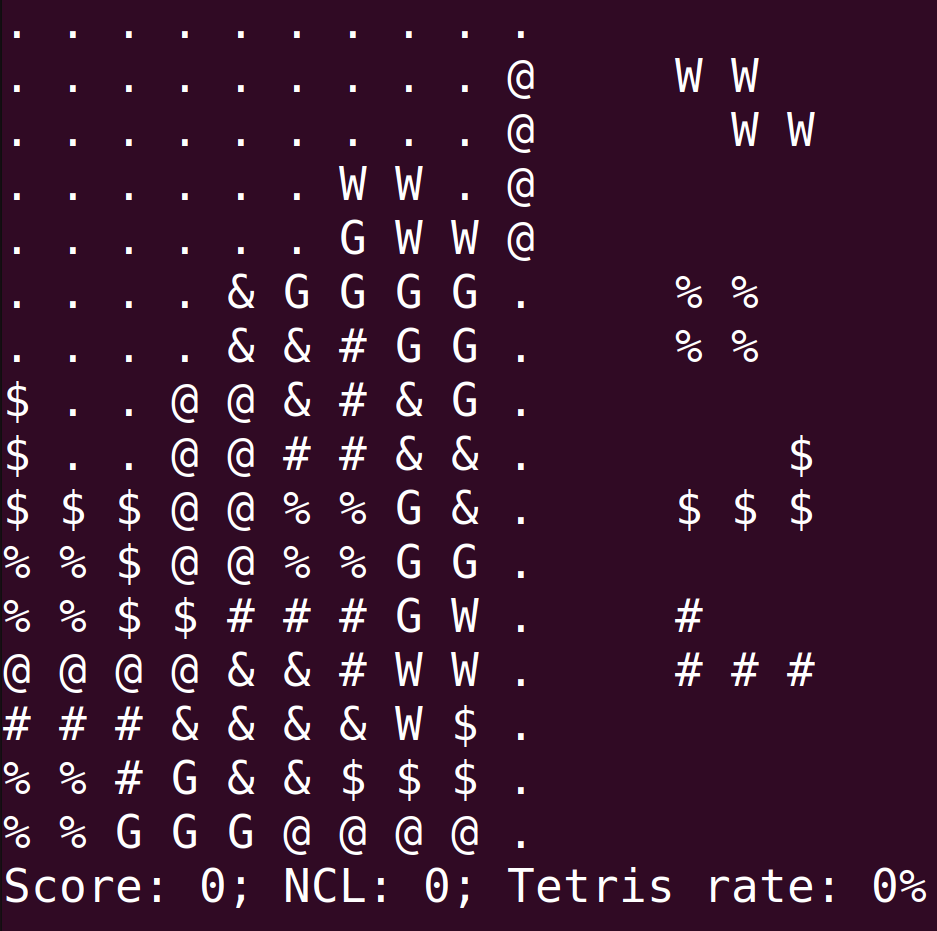 . . . . . . . . . .
. . . . . . . . . @     W W
. . . . . . . . . @       W W
. . . . . . W W . @
. . . . . . G W W @
. . . . & G G G G .     % %
. . . . & & # G G .     % %
$ . . @ @ & # & G .
$ . . @ @ # # & & .         $
$ $ $ @ @ % % G & .     $ $ $
% % $ @ @ % % G G .
% % $ $ # # # G W .     #
@ @ @ @ & & # W W .     # # #
# # # & & & & W $ .
% % # G & & $ $ $ .
% % G G G @ @ @ @ .
Score: 0; NCL: 0; Tetris rate: 0%